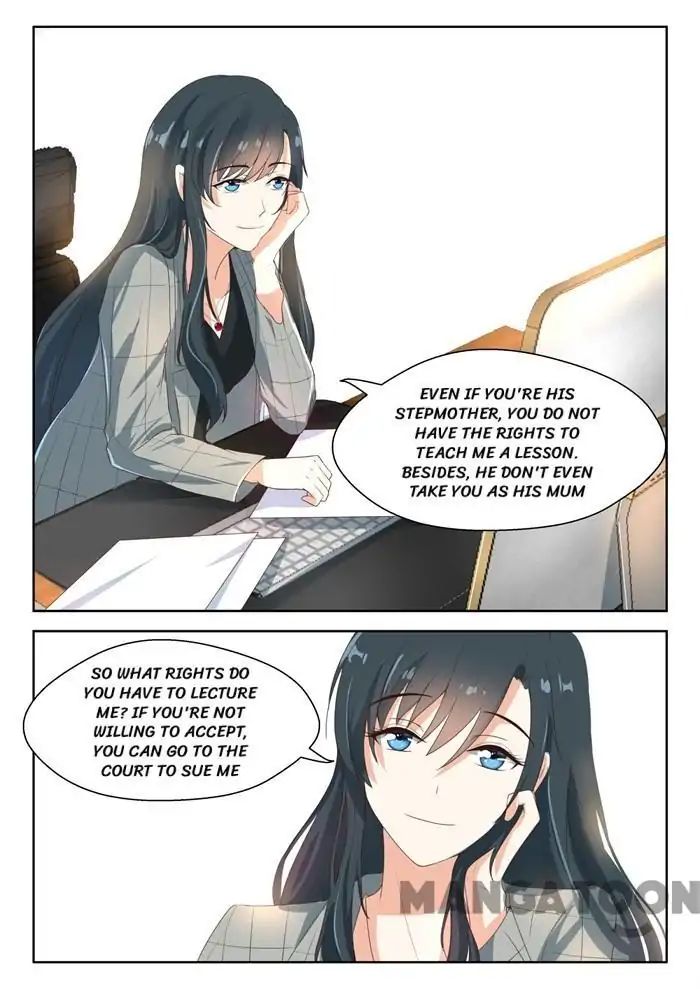 EVEN IF YOU'RE HIS
STEPMOTHER, YOU DO NOT
HAVE THE RIGHTS TO
TEACH ME A LESSON.
BESIDES, HE DON'T EVEN
TAKE YOU AS HIS MUM
SO WHAT RIGHTS DO
YOU HAVE TO LECTURE
ME? IF YOU'RE NOT
WILLING TO ACCEPT,
YOU CAN GO TO THE
COURT TO SUE ME
MANGATOON